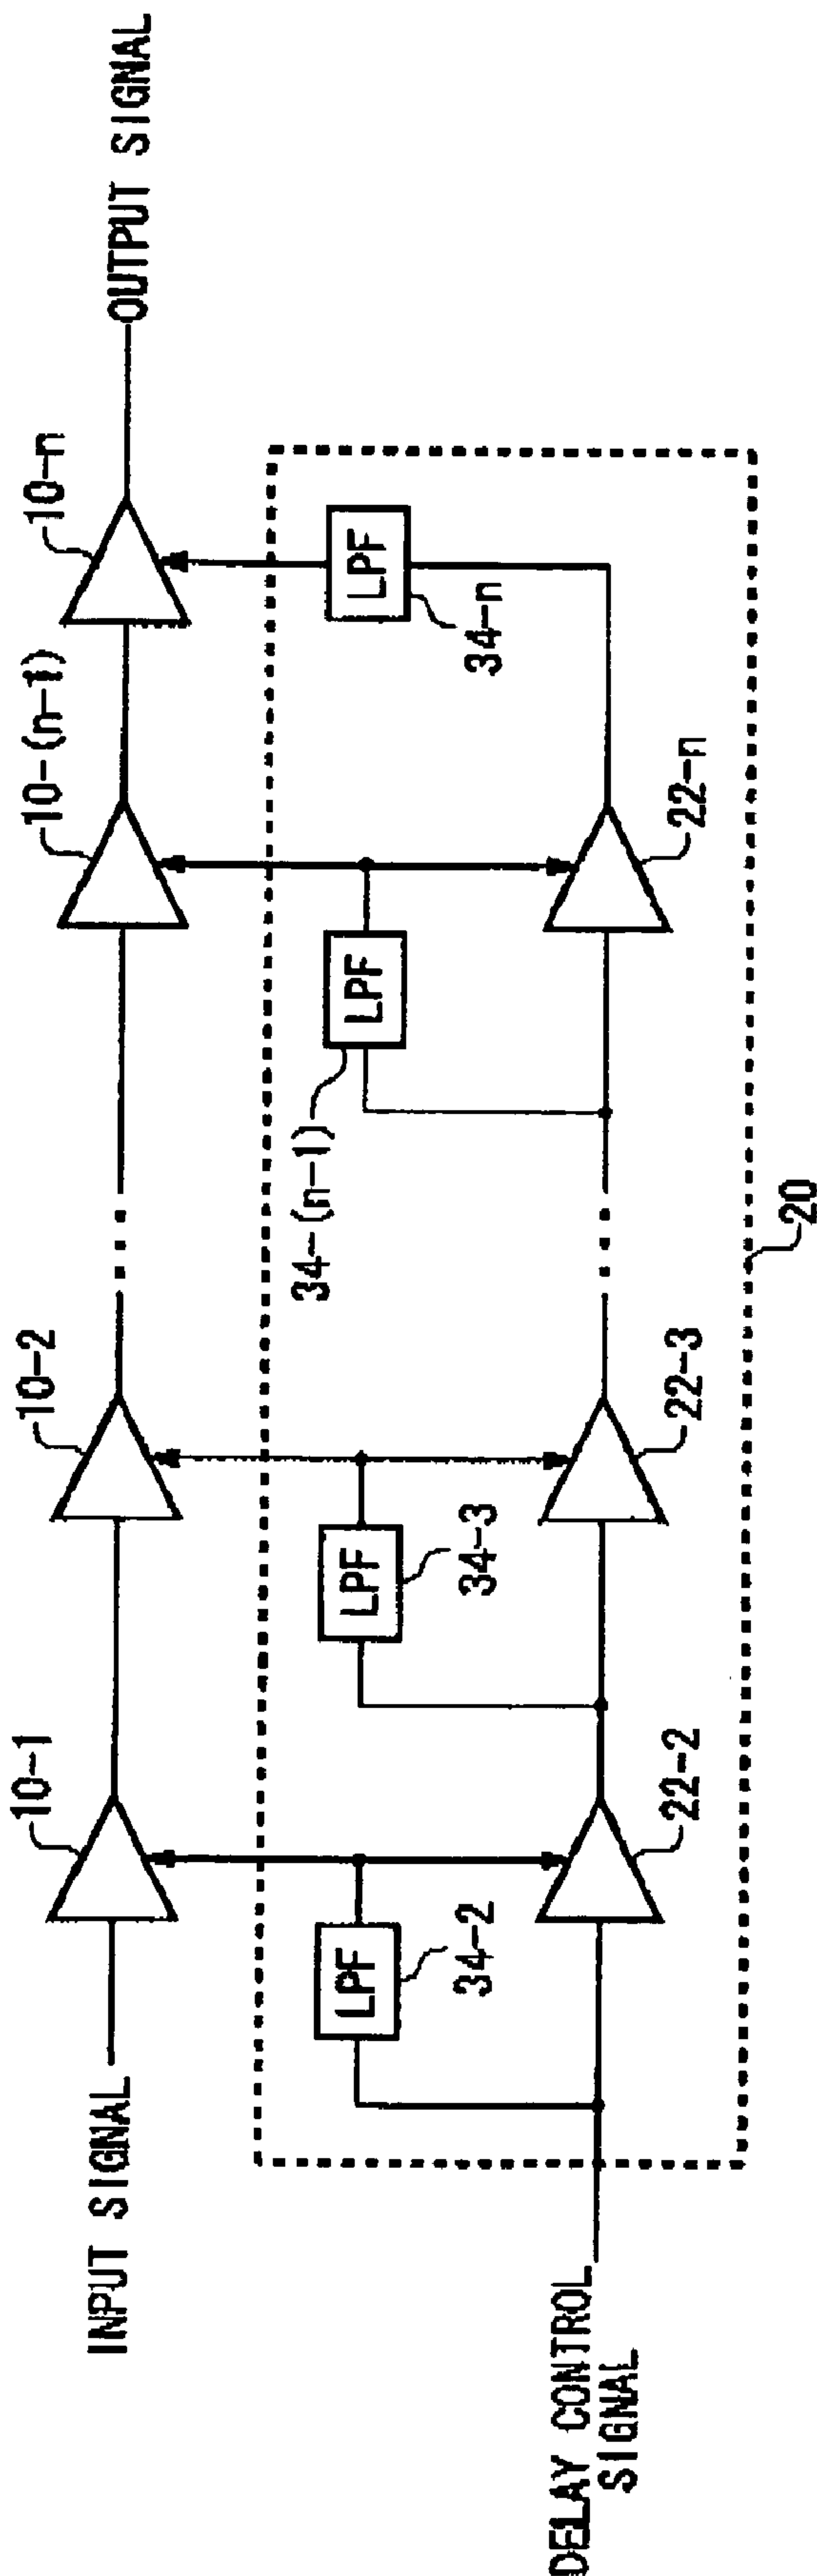 INPUT SIGNAL
10-1
10-2
10-(n-1)
10-n
OUTPUT SIGNAL
LPF
34-2
LPF
34-3
34-(n-1)
LPF
LPF
34-n
DELAY CONTROL
SIGNAL
22-2
22-3
22-n
20